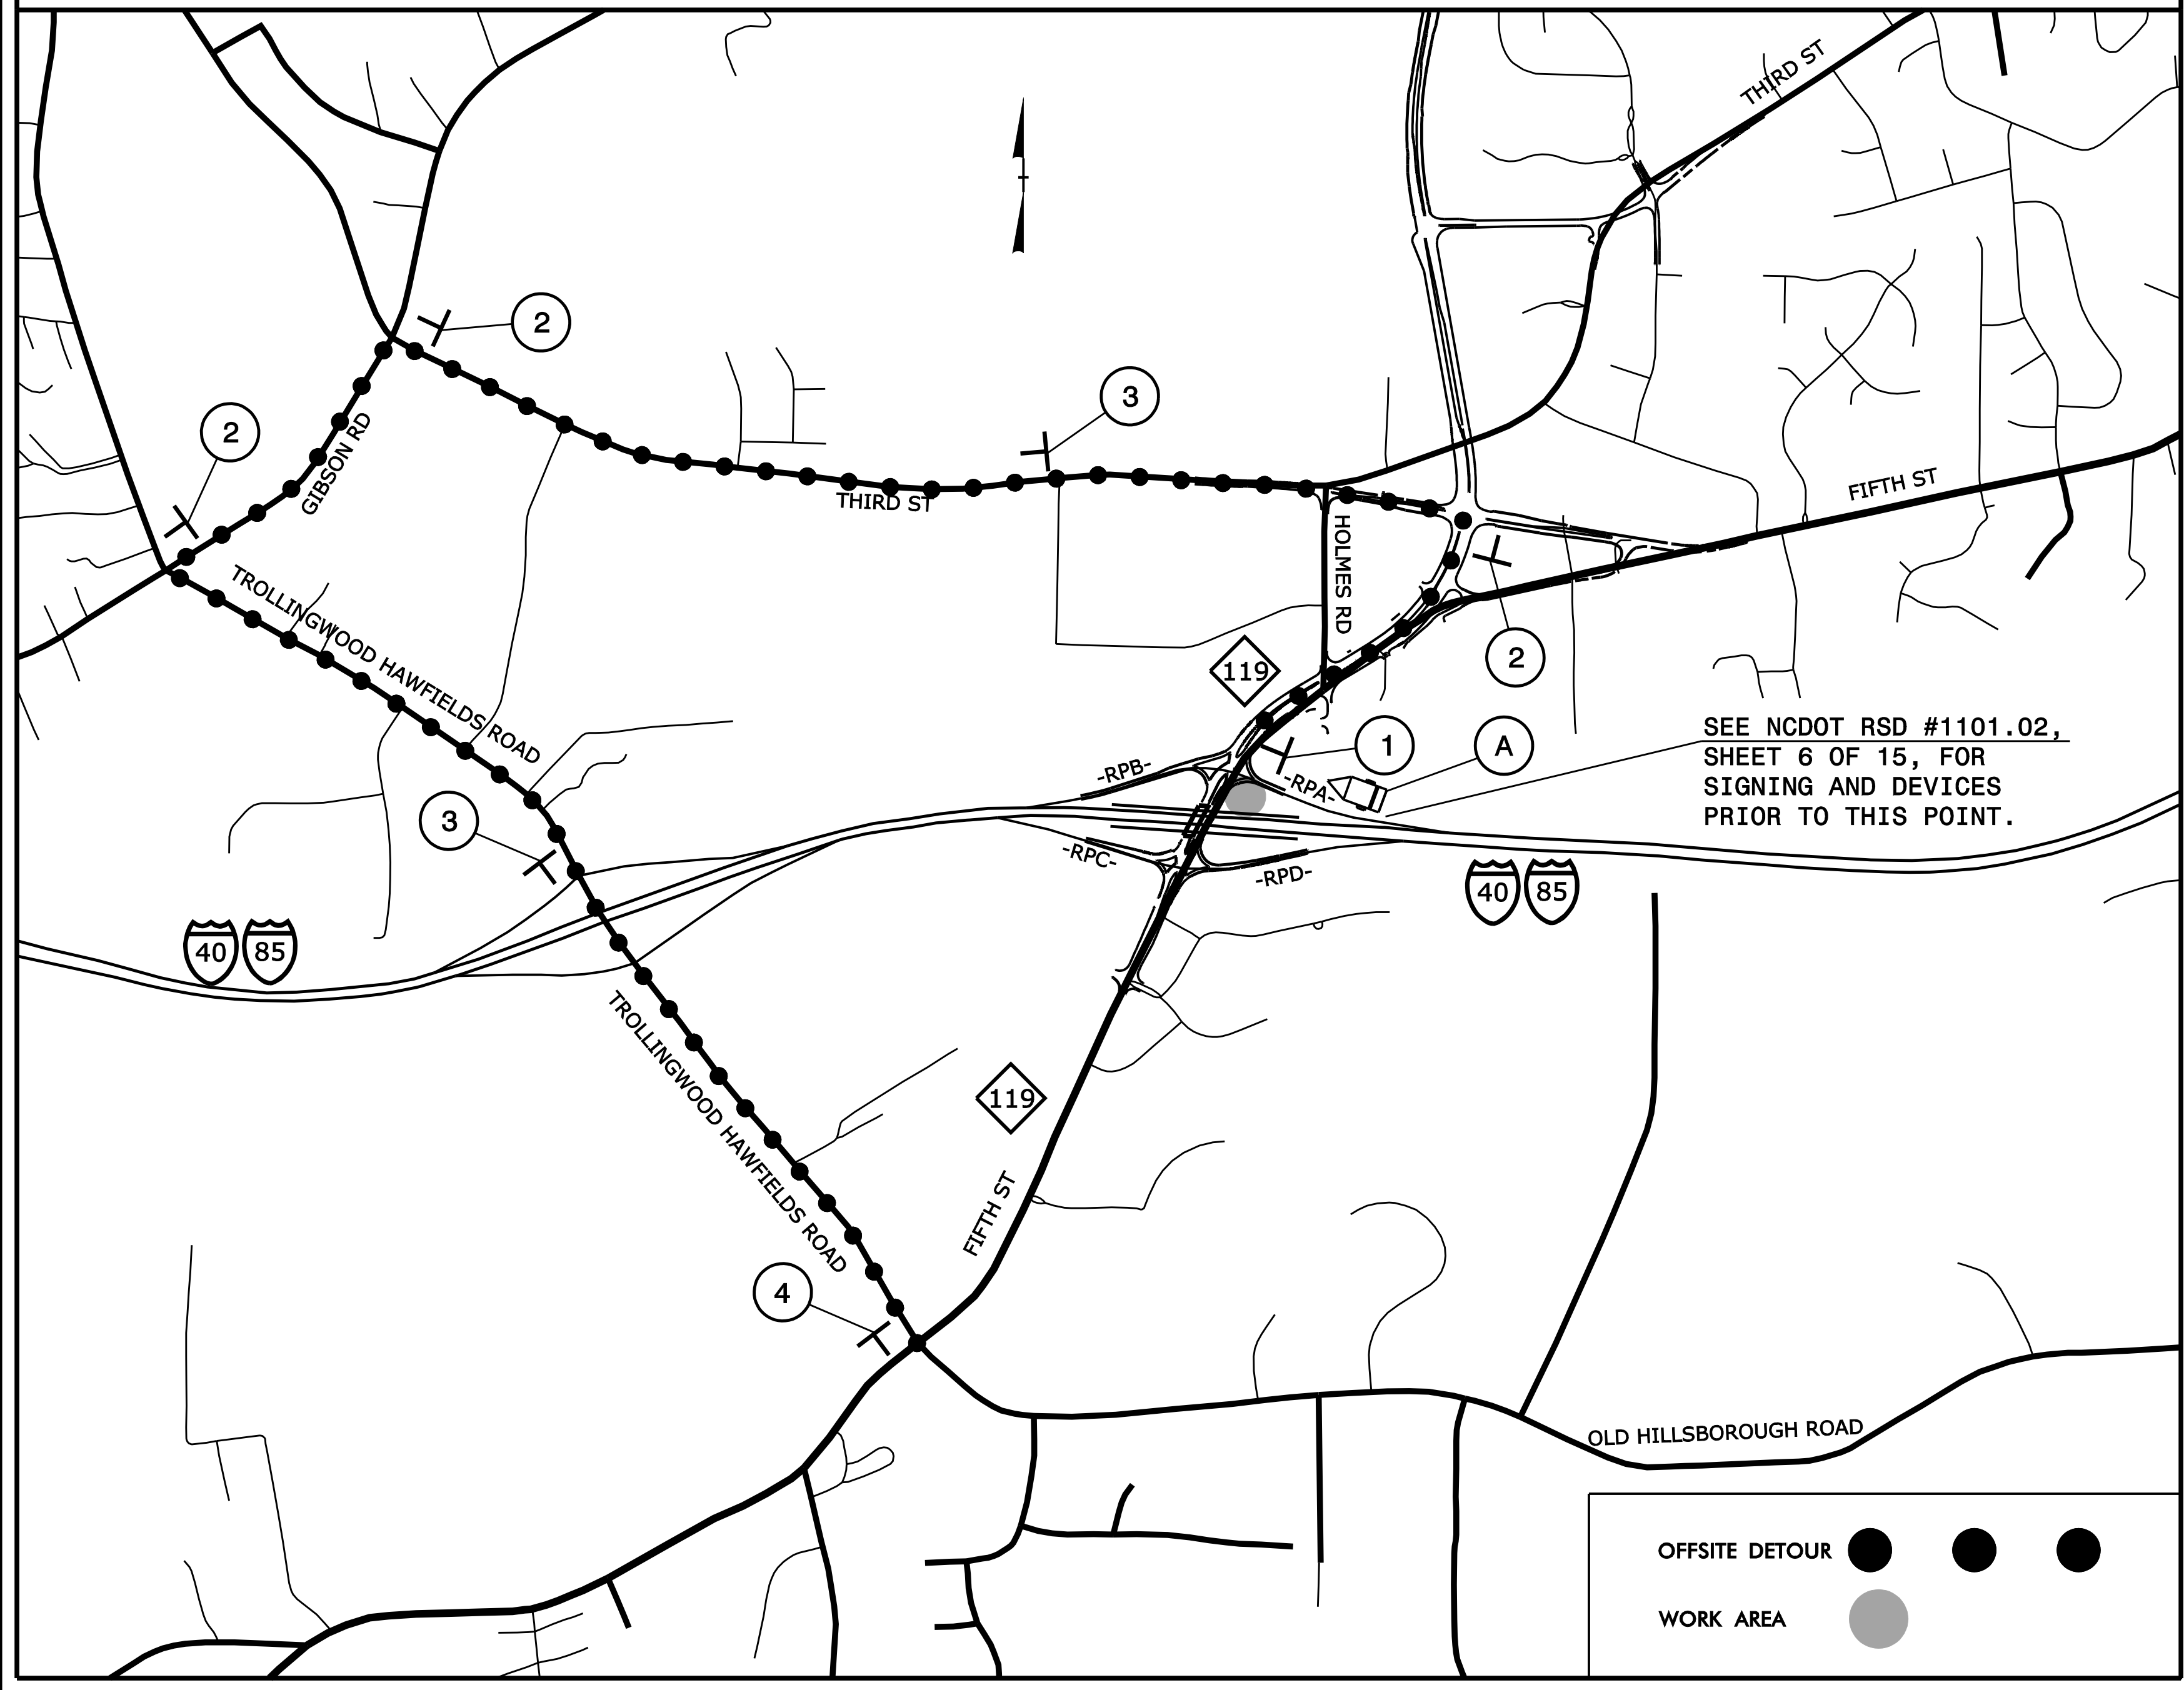 THIRD ST
2
3
2
GIBSON RD
THIRD ST
FIFTH ST
HOLMES RD
TROLLINGWOOD HAWFIELDS ROAD
119
2
SEE NCDOT RSD #1101.02,
SHEET 6 OF 15, FOR
SIGNING AND DEVICES
PRIOR TO THIS POINT.
1
A
-RPB-
-RPA-
3
-RPC-
-RPD-
40
85
40
85
TROLLINGWOOD HAWFIELDS ROAD
119
FIFTH ST
4
OLD HILLSBOROUGH ROAD
OFFSITE DETOUR
WORK AREA